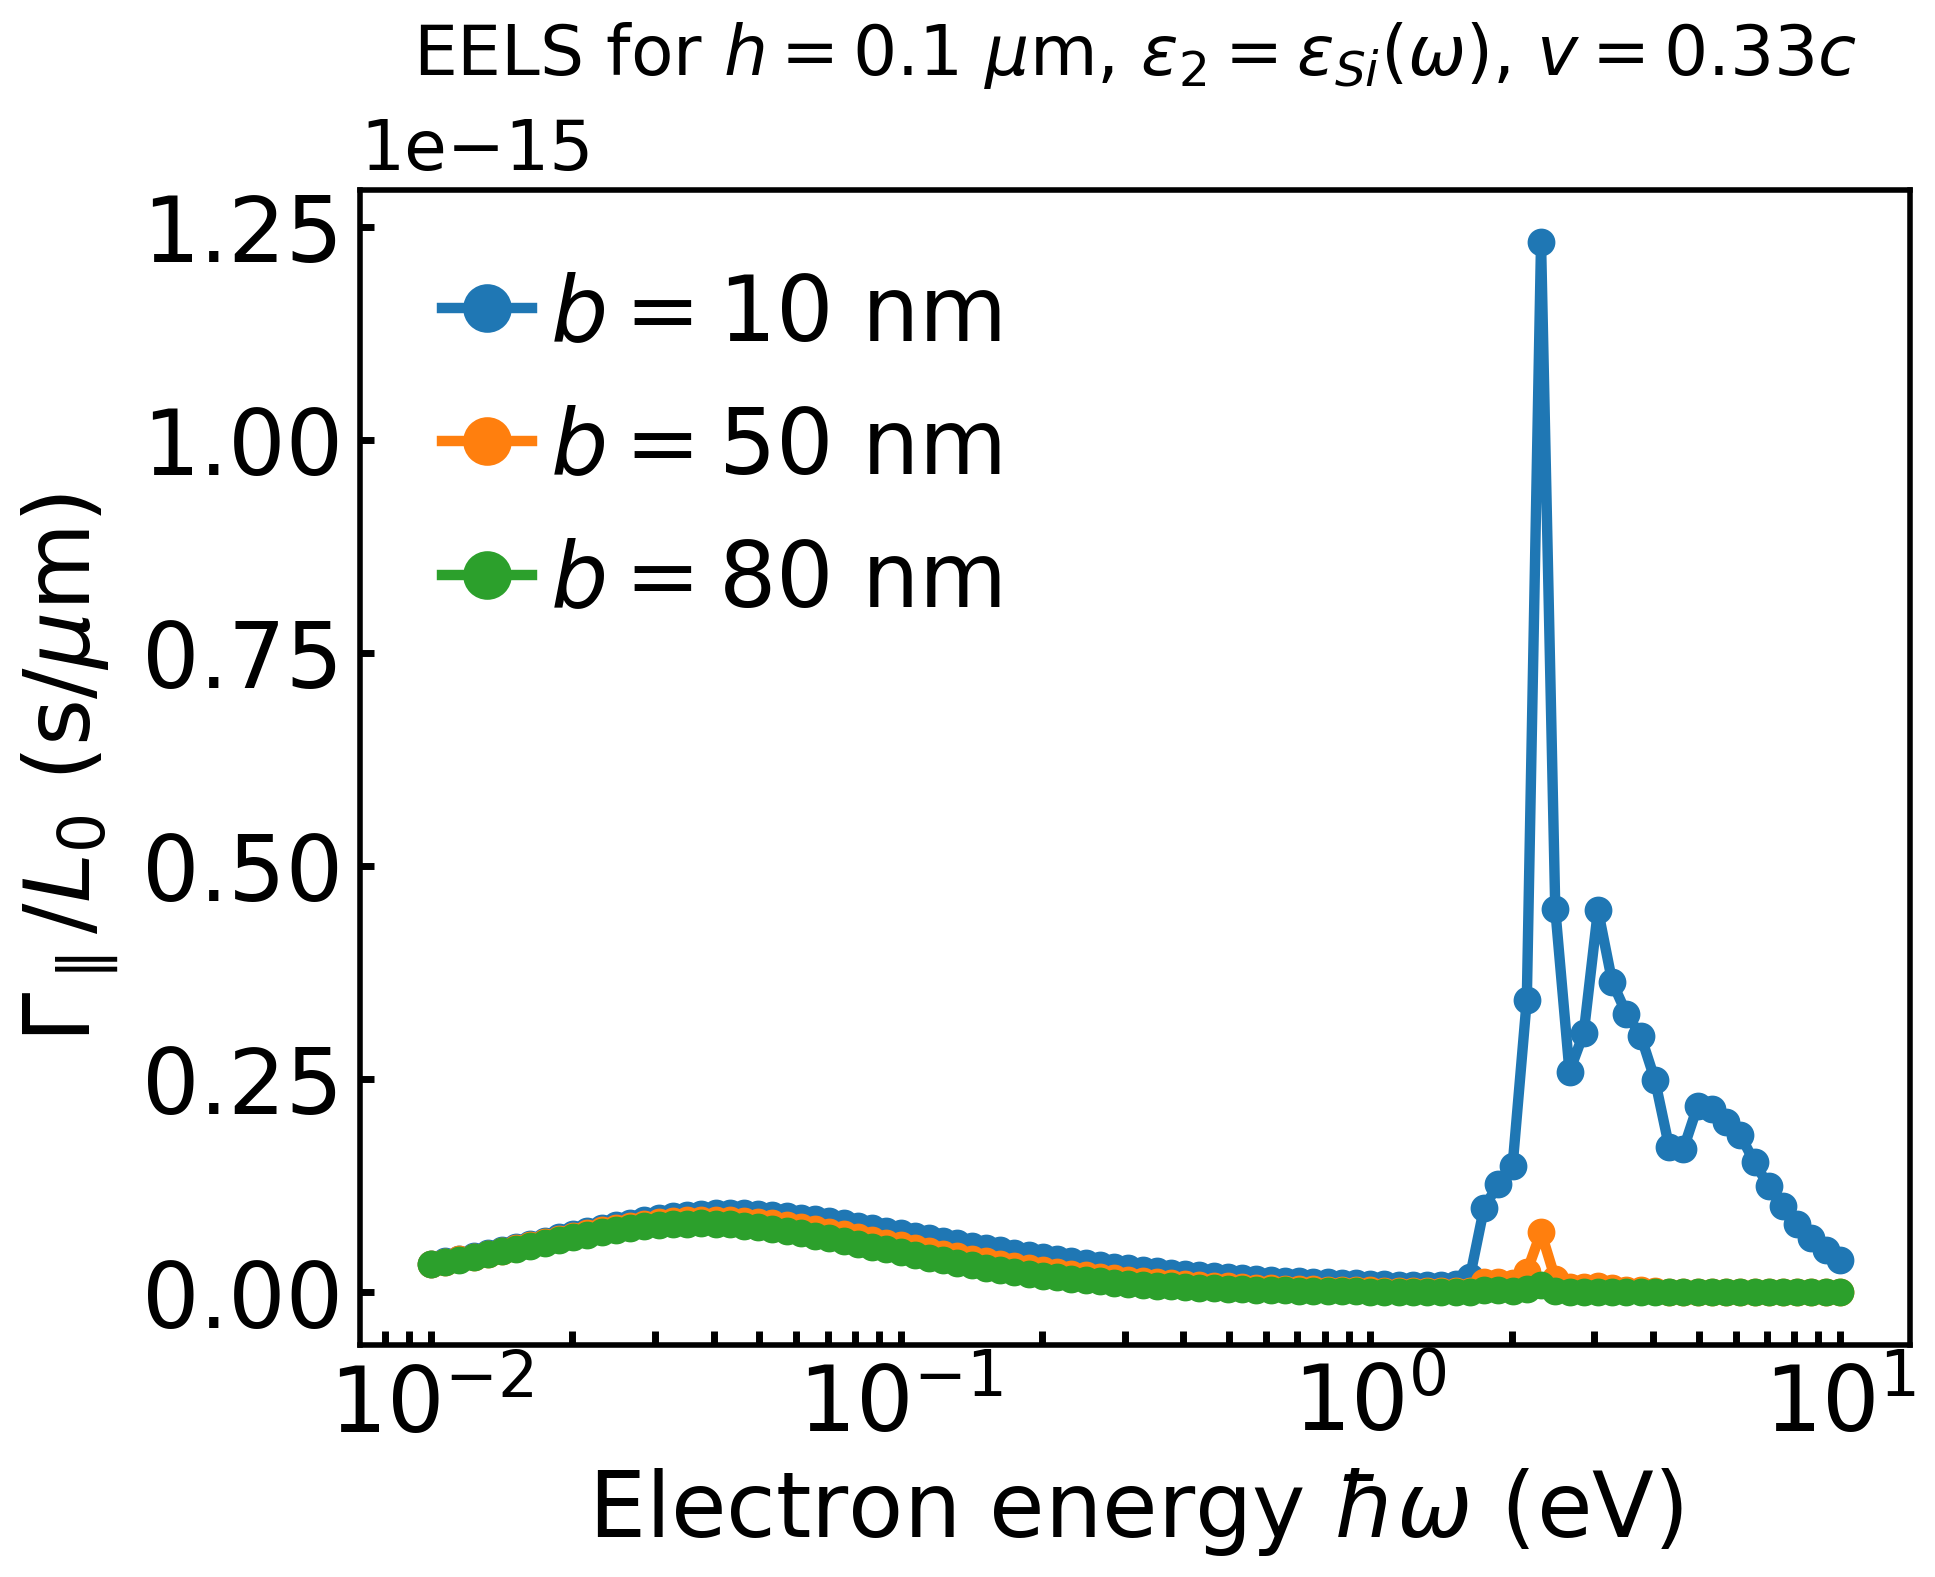 EELS for h = 0.1 μm, ε₂ = ε_Si(ω), v = 0.33c
1e−15
1.25
1.00
0.75
0.50
0.25
0.00
Γ∥/L₀ (s/μm)
b = 10 nm
b = 50 nm
b = 80 nm
10⁻² 10⁻¹ 10⁰ 10¹
Electron energy ħω (eV)